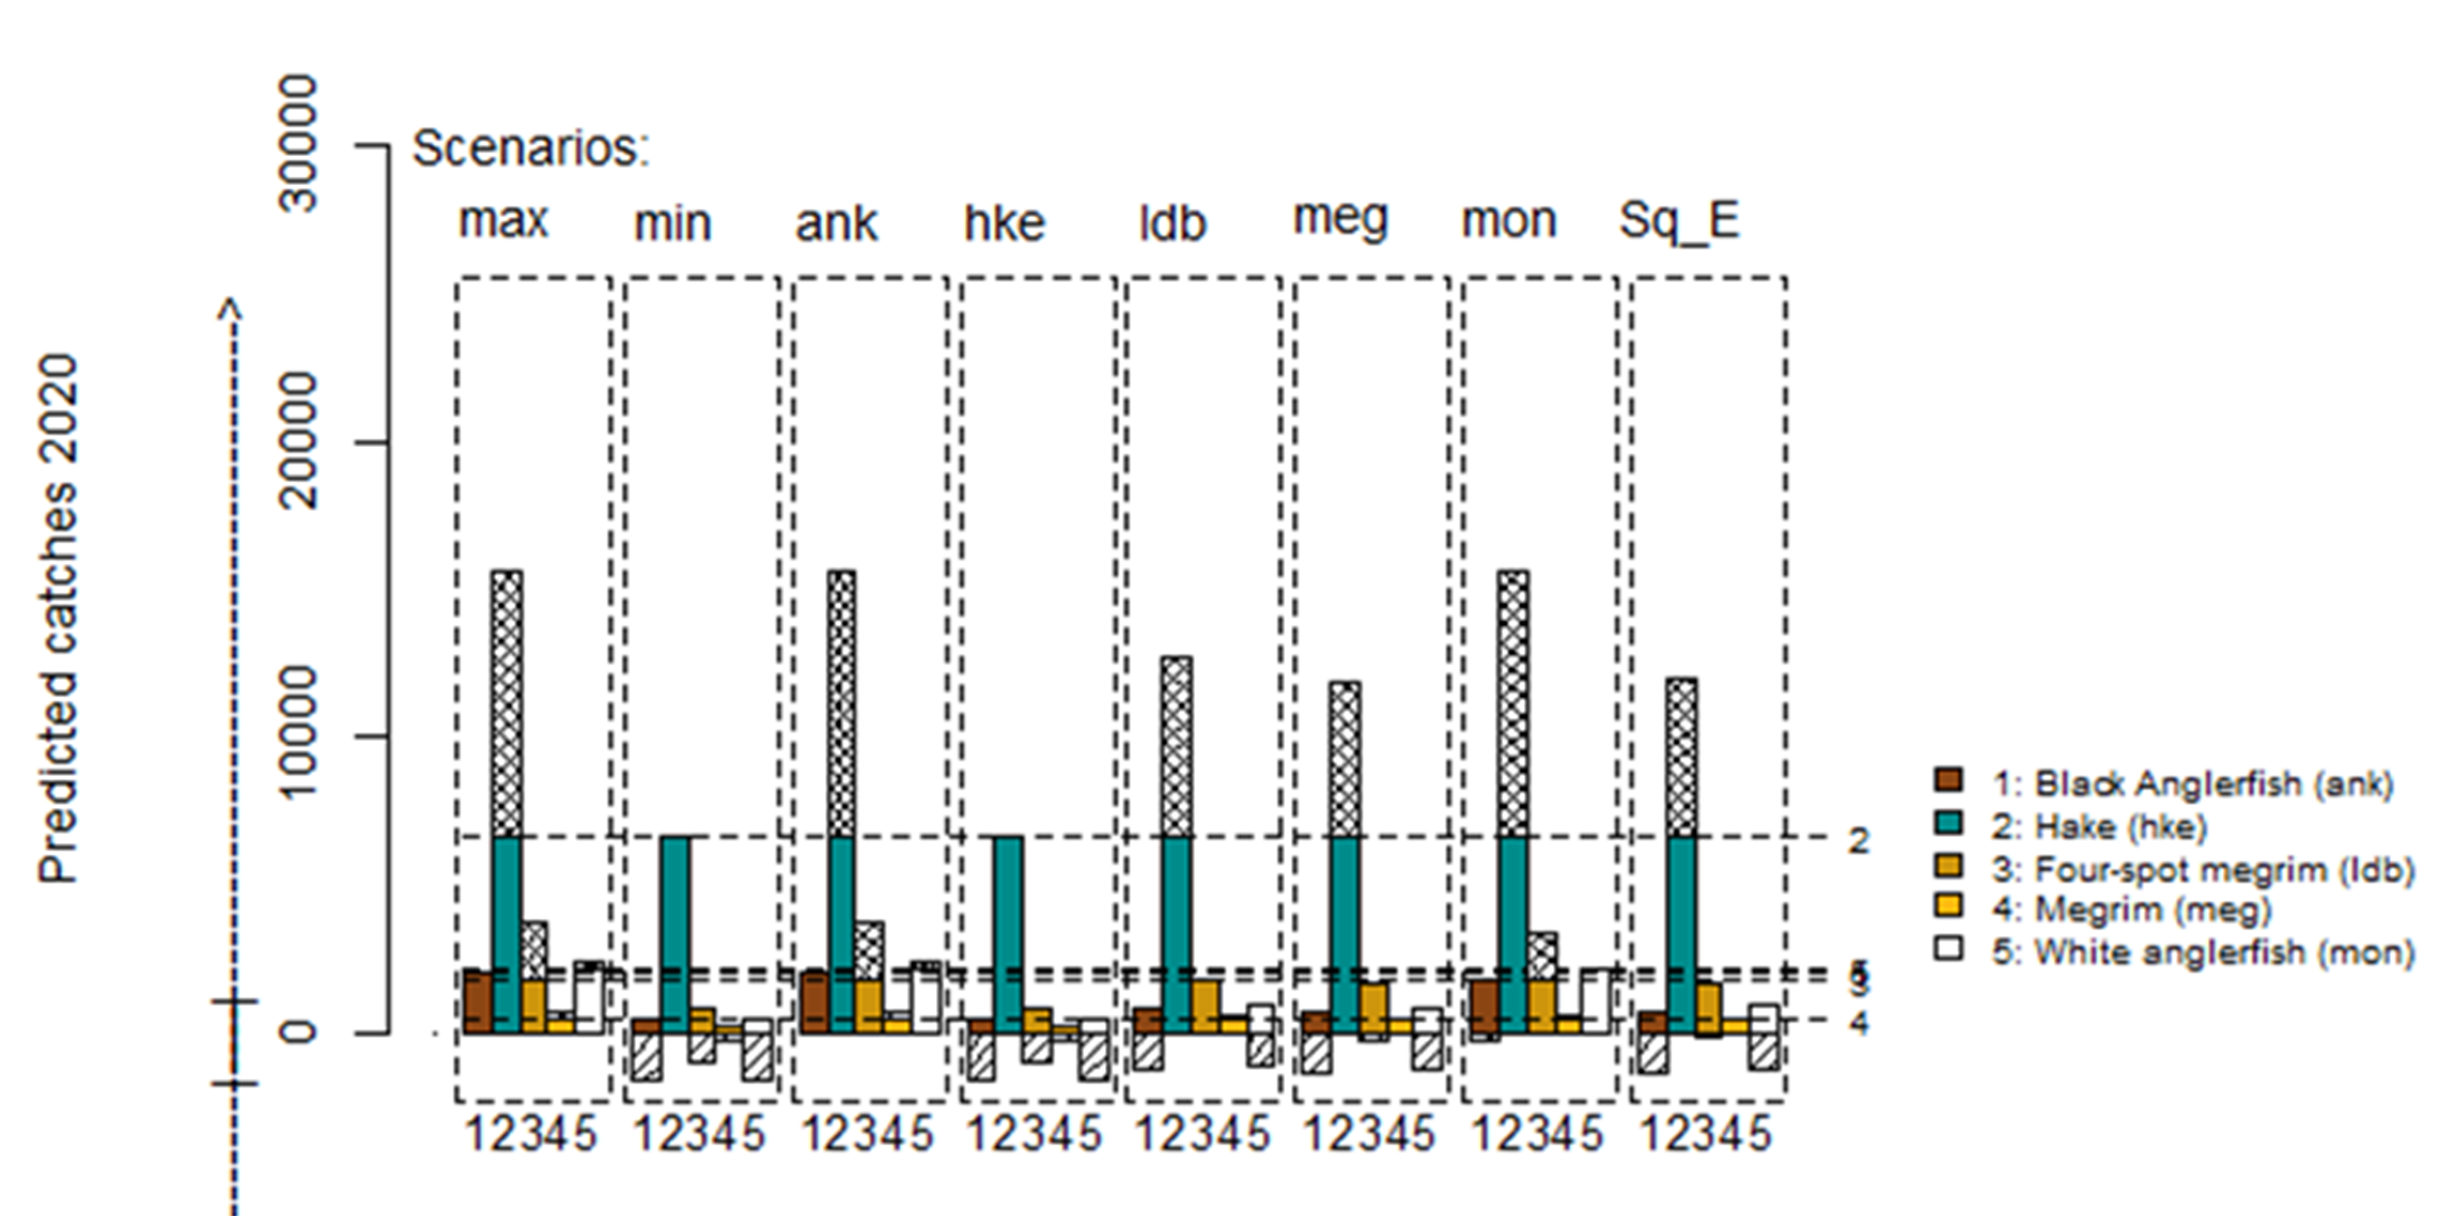 Predicted catches 2020
30000
20000
10000
0
Scenarios:
max min ank hke ldb meg mon Sq_E
2
4
12345 12345 12345 12345 12345 12345 12345 12345
1: Black Anglerfish (ank)
2: Hake (hke)
3: Four-spot megrim (ldb)
4: Megrim (meg)
5: White anglerfish (mon)